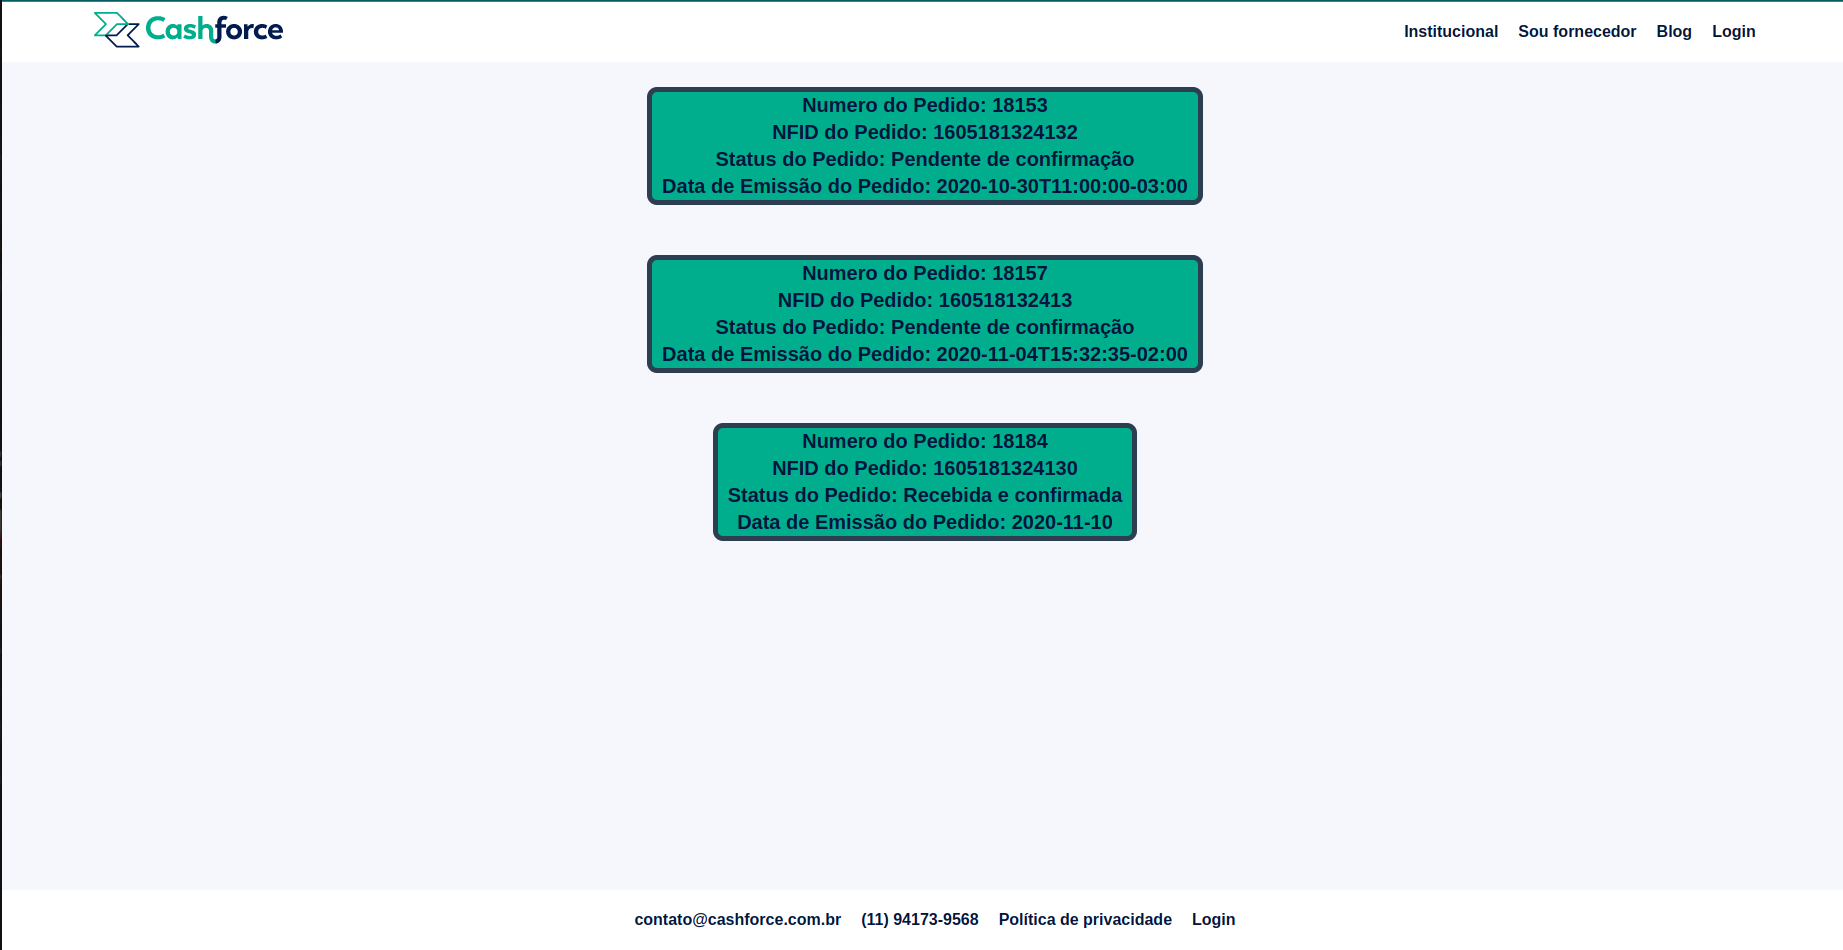 Cashforce
Institucional Sou fornecedor Blog Login
Numero do Pedido: 18153
NFID do Pedido: 1605181324132
Status do Pedido: Pendente de confirmação
Data de Emissão do Pedido: 2020-10-30T11:00:00-03:00
Numero do Pedido: 18157
NFID do Pedido: 160518132413
Status do Pedido: Pendente de confirmação
Data de Emissão do Pedido: 2020-11-04T15:32:35-02:00
Numero do Pedido: 18184
NFID do Pedido: 1605181324130
Status do Pedido: Recebida e confirmada
Data de Emissão do Pedido: 2020-11-10
contato@cashforce.com.br (11) 94173-9568 Política de privacidade Login